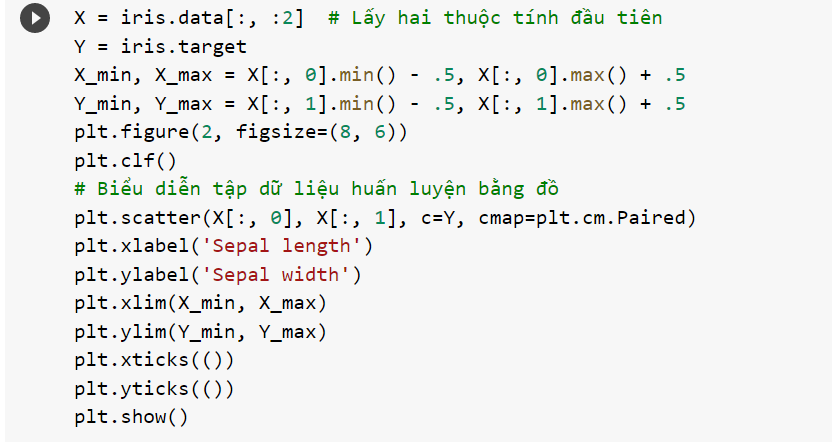 X = iris.data[:, :2]  # Lấy hai thuộc tính đầu tiên
Y = iris.target
X_min, X_max = X[:, 0].min() - .5, X[:, 0].max() + .5
Y_min, Y_max = X[:, 1].min() - .5, X[:, 1].max() + .5
plt.figure(2, figsize=(8, 6))
plt.clf()
# Biểu diễn tập dữ liệu huấn luyện bằng đồ
plt.scatter(X[:, 0], X[:, 1], c=Y, cmap=plt.cm.Paired)
plt.xlabel('Sepal length')
plt.ylabel('Sepal width')
plt.xlim(X_min, X_max)
plt.ylim(Y_min, Y_max)
plt.xticks(())
plt.yticks(())
plt.show()